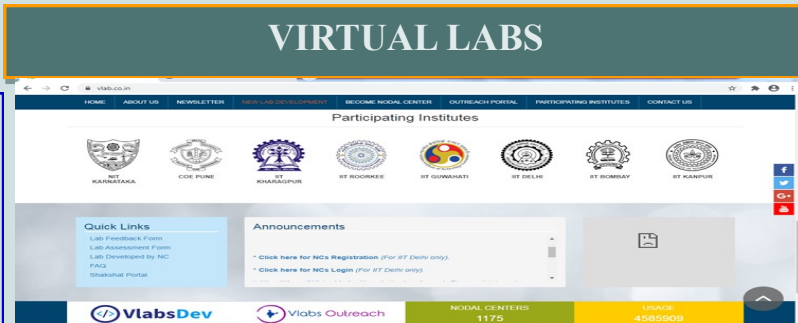 VIRTUAL LABS
vlab.co.in
HOME ABOUT US NEWSLETTER NEW LAB DEVELOPMENT BECOME NODAL CENTER OUTREACH PORTAL PARTICIPATING INSTITUTES CONTACT US
Participating Institutes
NIT KARNATAKA
COE PUNE
IIT KHARAGPUR
IIT ROORKEE
IIT GUWAHATI
IIT DELHI
IIT BOMBAY
IIT KANPUR
Quick Links
Lab Feedback Form
Lab Assessment Form
Lab Developed by NC
FAQ
Shakshat Portal
Announcements
* Click here for NCs Registration (For IIT Delhi only).
* Click here for NCs Login (For IIT Delhi only).
VlabsDev
Vlabs Outreach
NODAL CENTERS
1175
USAGE
4585909